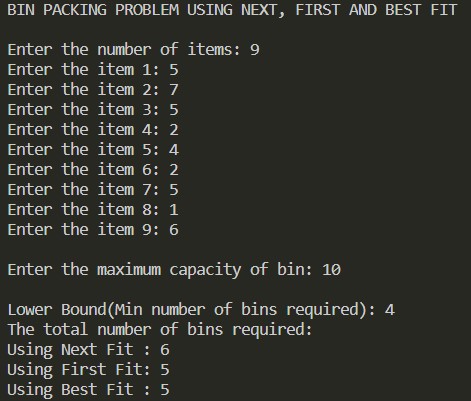 BIN PACKING PROBLEM USING NEXT, FIRST AND BEST FIT
Enter the number of items: 9
Enter the item 1: 5
Enter the item 2: 7
Enter the item 3: 5
Enter the item 4: 2
Enter the item 5: 4
Enter the item 6: 2
Enter the item 7: 5
Enter the item 8: 1
Enter the item 9: 6
Enter the maximum capacity of bin: 10
Lower Bound(Min number of bins required): 4
The total number of bins required:
Using Next Fit : 6
Using First Fit: 5
Using Best Fit : 5